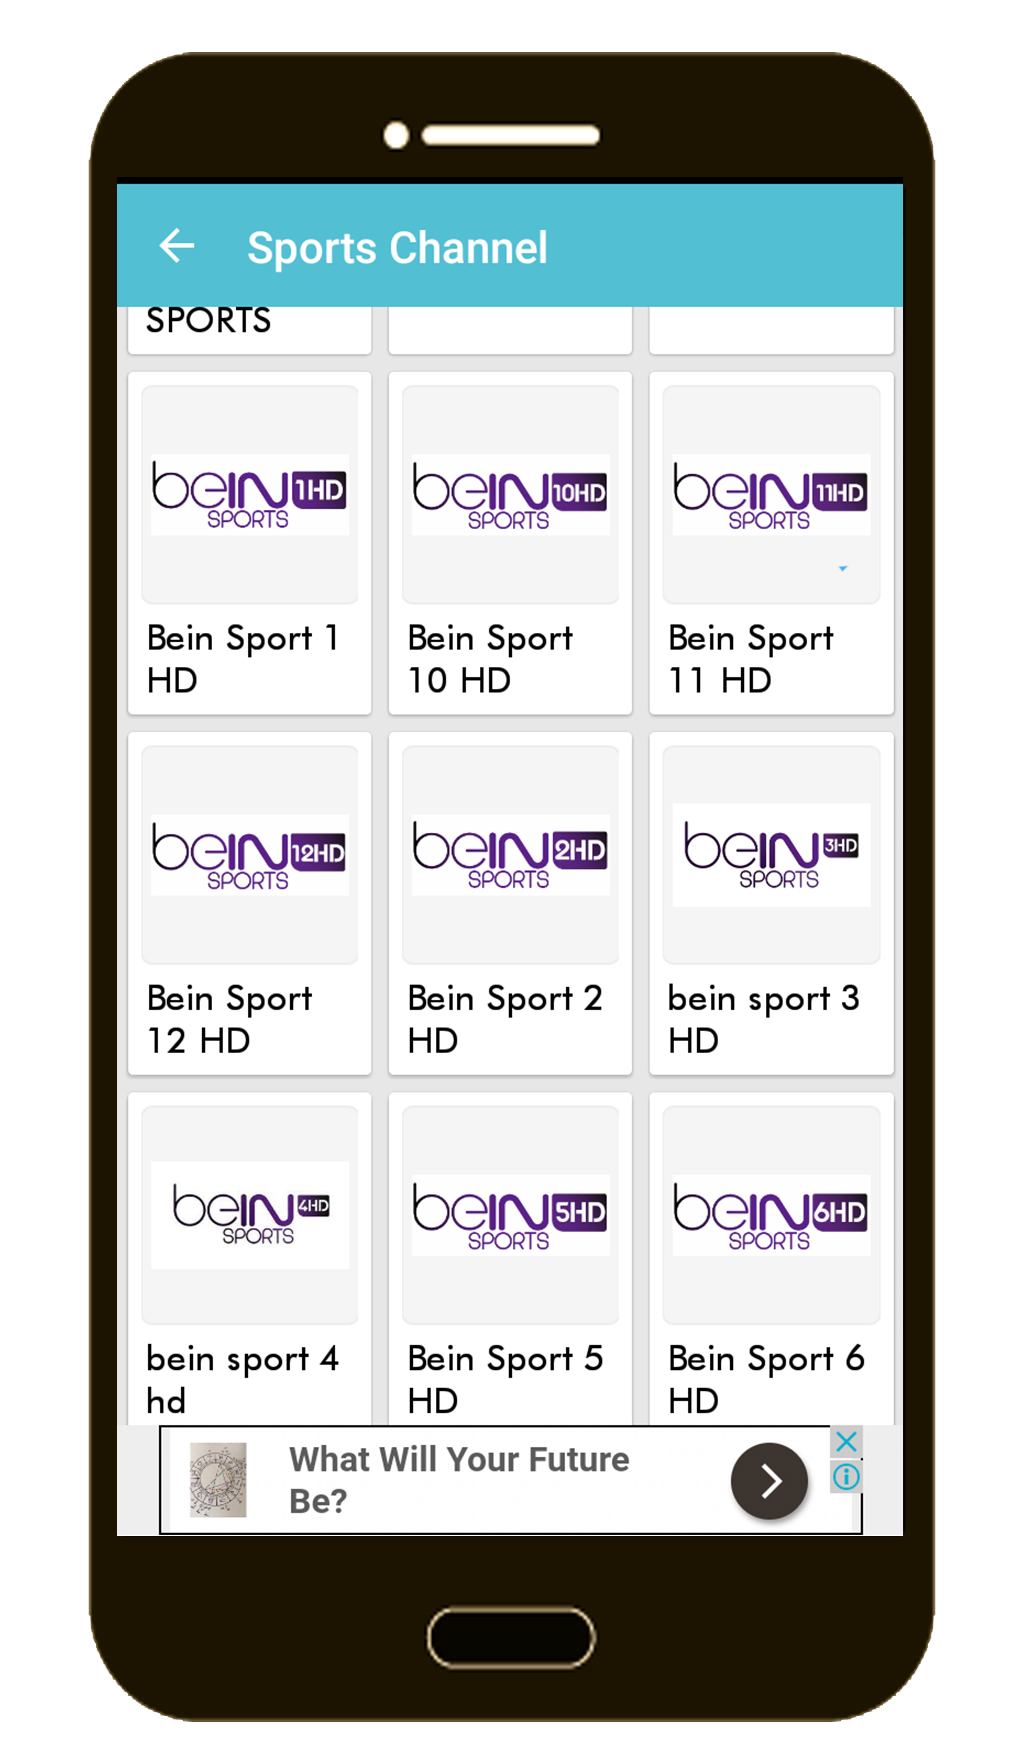 Sports Channel
SPORTS
beIN 1HD
SPORTS
beIN 10HD
SPORTS
beIN 11HD
SPORTS
Bein Sport 1
HD
Bein Sport
10 HD
Bein Sport
11 HD
beIN 12HD
SPORTS
beIN 2HD
SPORTS
beIN 3HD
SPORTS
Bein Sport
12 HD
Bein Sport 2
HD
bein sport 3
HD
beIN 4HD
SPORTS
beIN 5HD
SPORTS
beIN 6HD
SPORTS
bein sport 4
hd
Bein Sport 5
HD
Bein Sport 6
HD
What Will Your Future
Be?